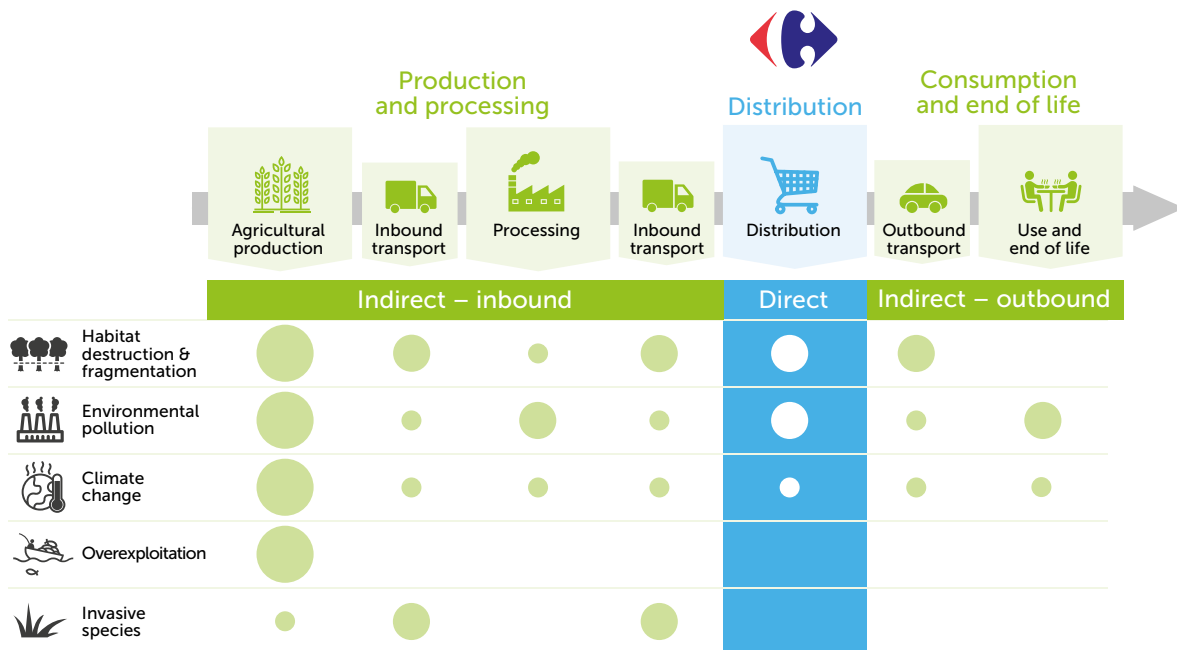 Production
and processing
Distribution
Consumption
and end of life
Agricultural
production
Inbound
transport
Processing
Inbound
transport
Distribution
Outbound
transport
Use and
end of life
Indirect – inbound
Direct
Indirect – outbound
Habitat
destruction &
fragmentation
Environmental
pollution
Climate
change
Overexploitation
Invasive
species